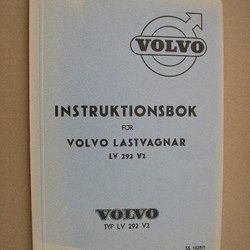 VOLVO
INSTRUKTIONSBOK
FÖR
VOLVO LASTVAGNAR
LV 292 V2
VOLVO
TYP LV 292 V2